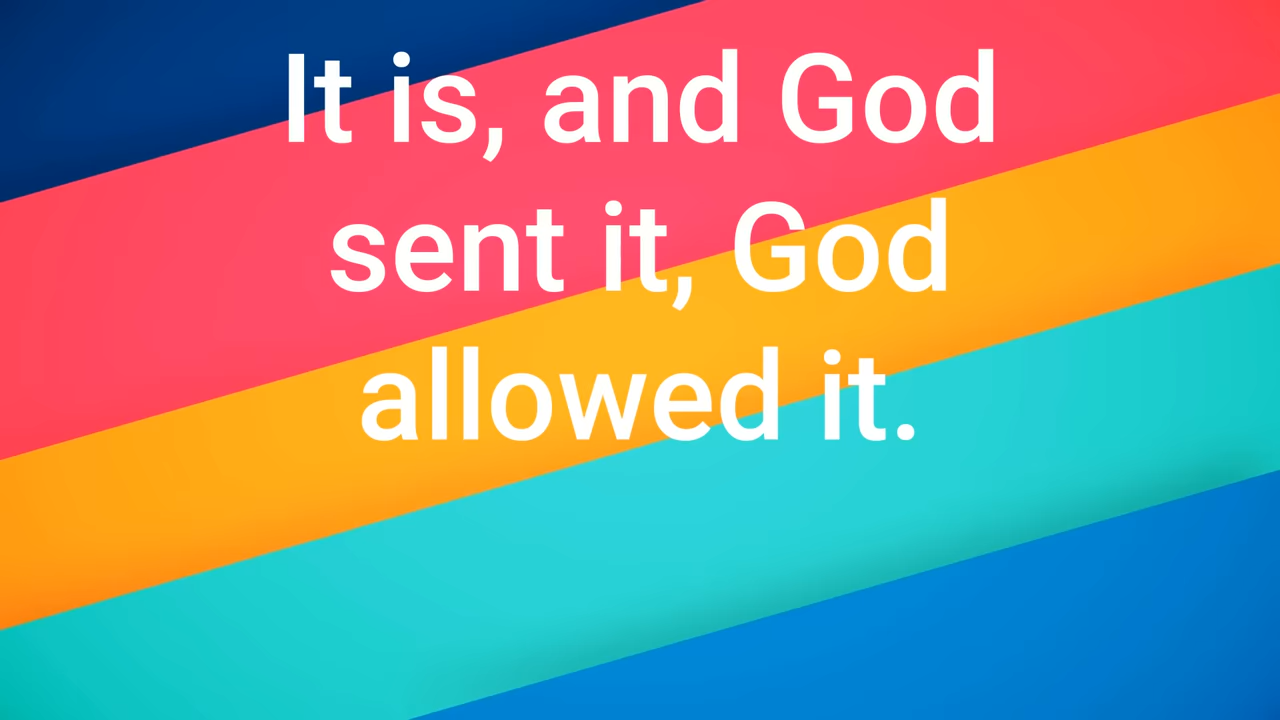 It is, and God
sent it, God
allowed it.